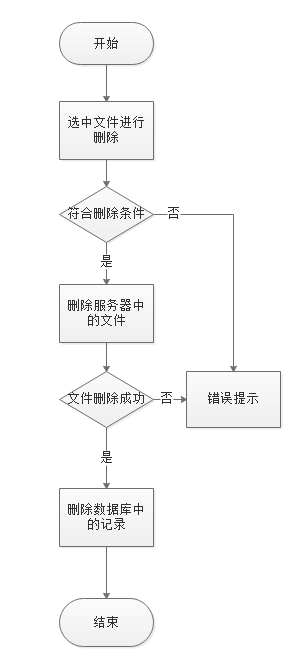 开始
选中文件进行
删除
符合删除条件
否
是
删除服务器中
的文件
文件删除成功
否
错误提示
是
删除数据库中
的记录
结束